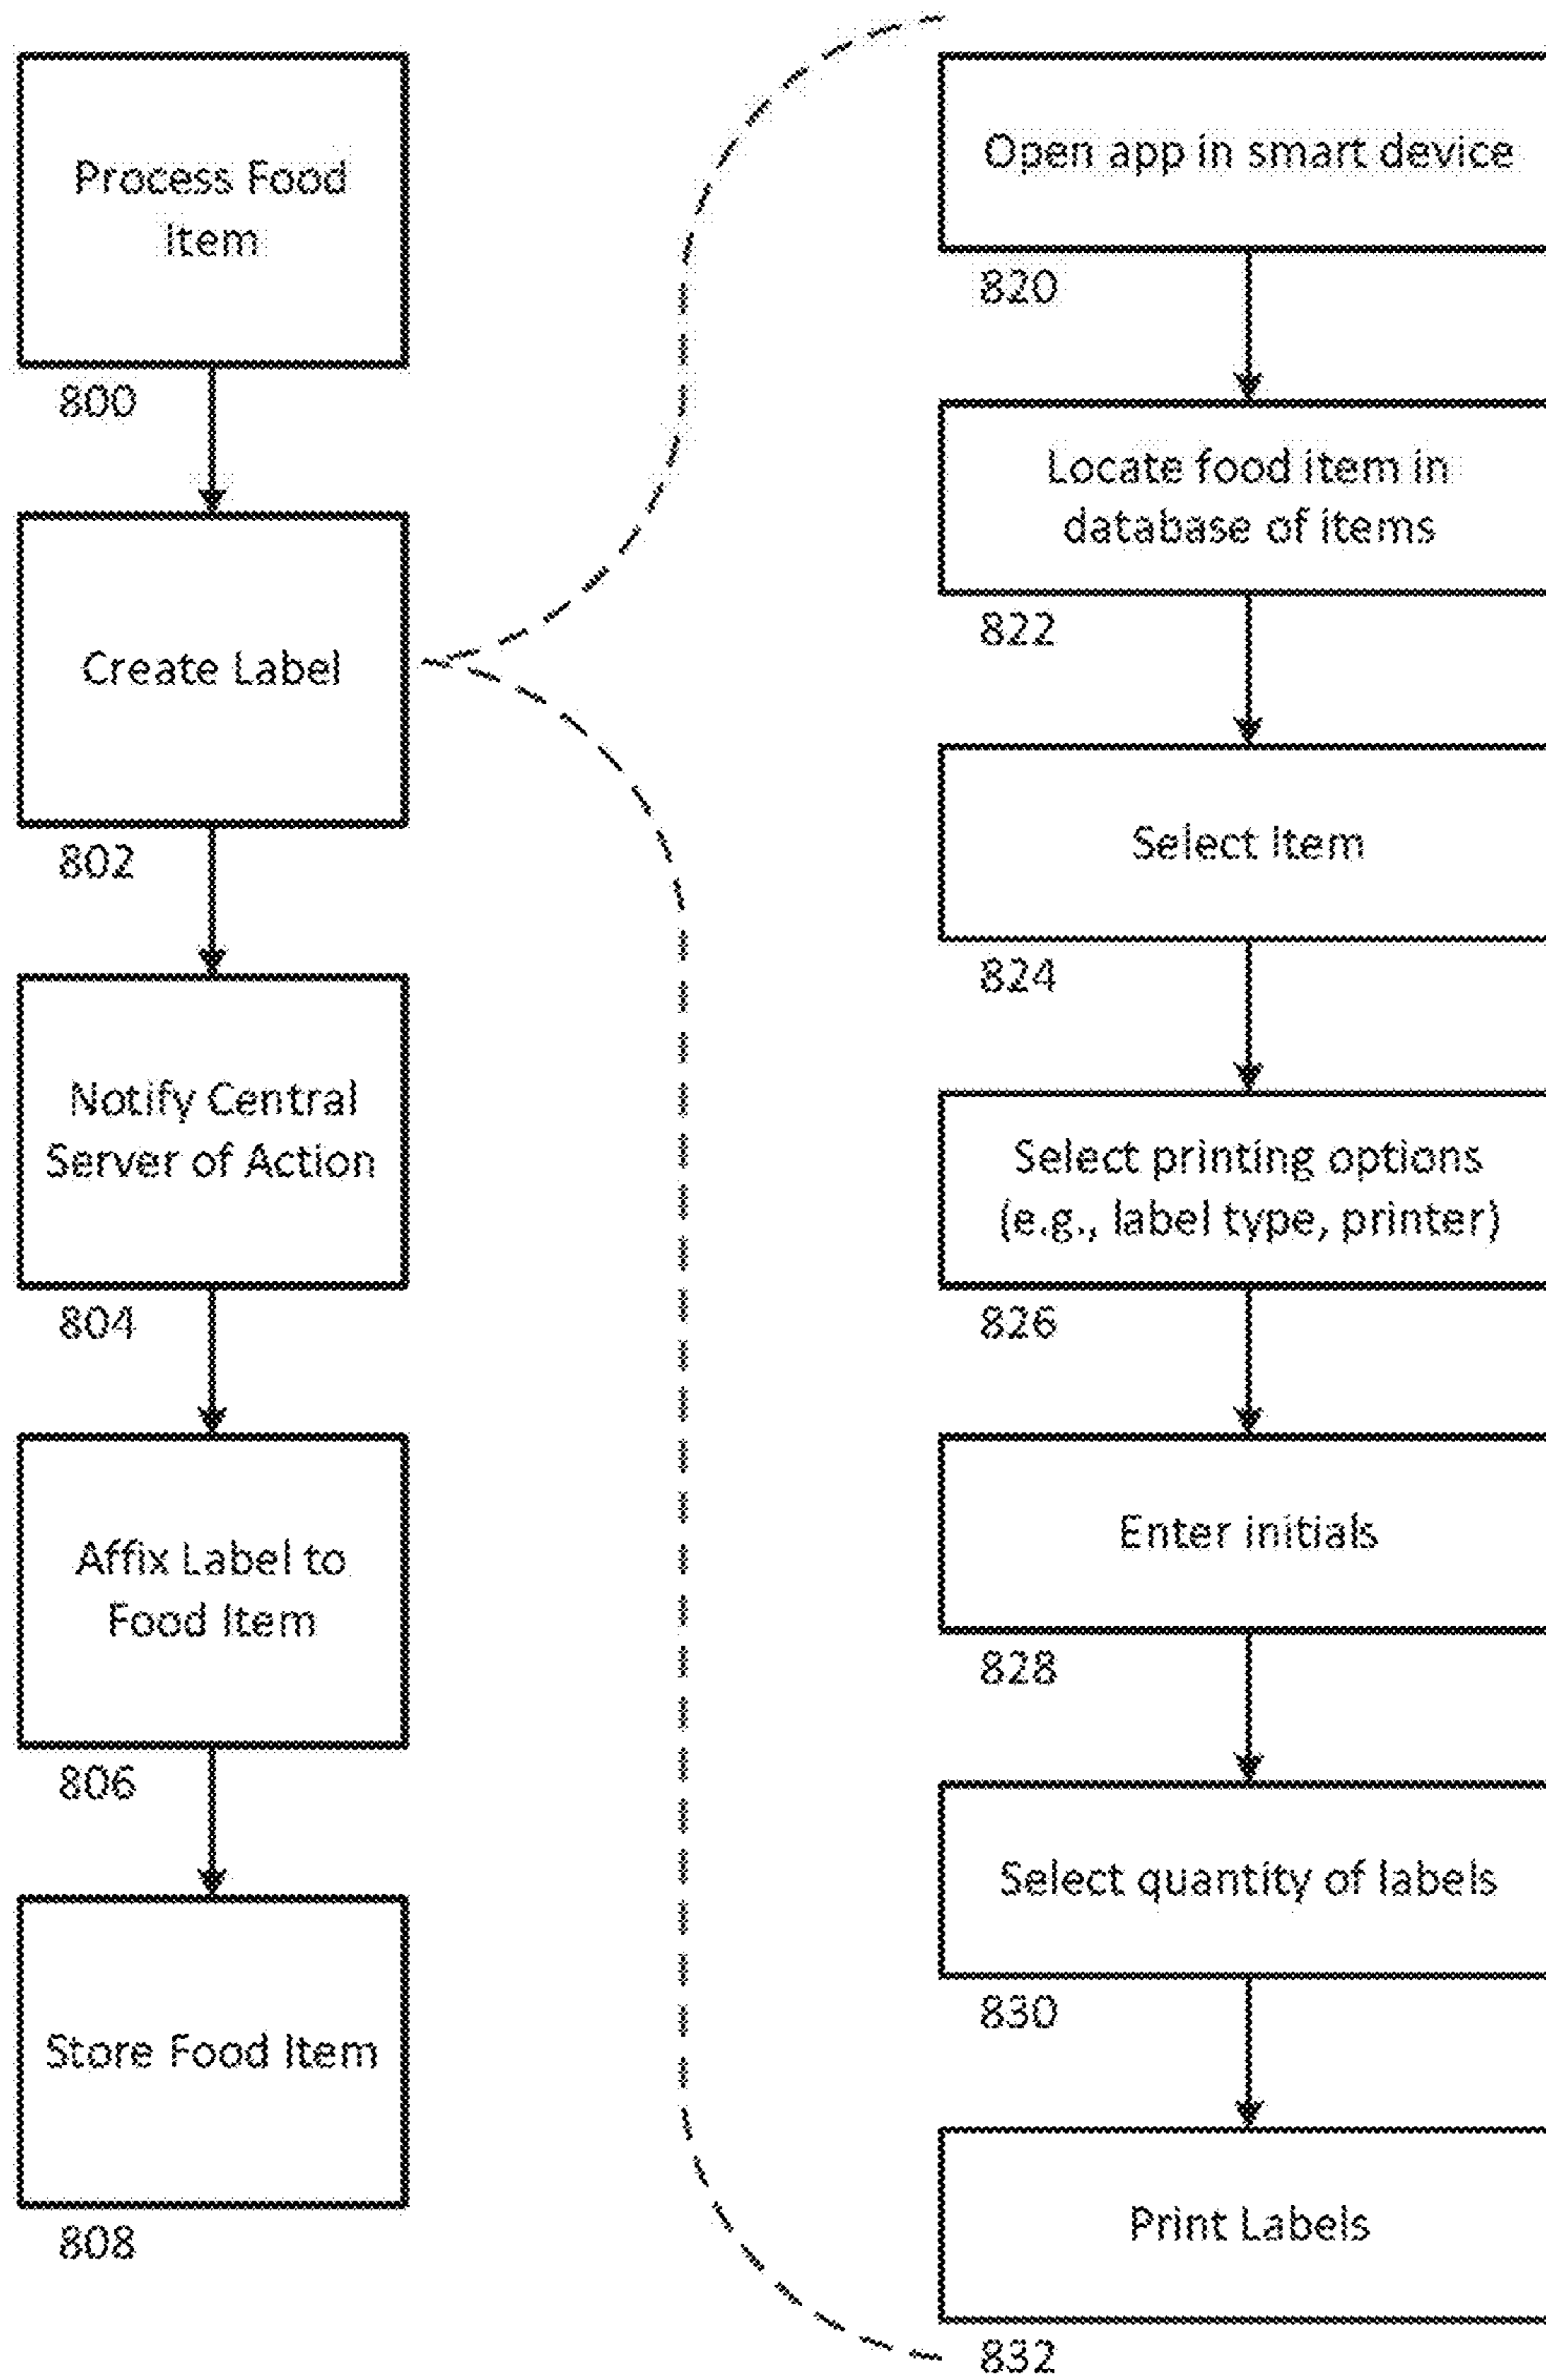 Process Food
Item
800
Create Label
802
Notify Central
Server of Action
804
Affix Label to
Food Item
806
Store Food Item
808
Open app in smart device
820
Locate food item in
database of items
822
Select Item
824
Select printing options
(e.g., label type, printer)
826
Enter initials
828
Select quantity of labels
830
Print Labels
832